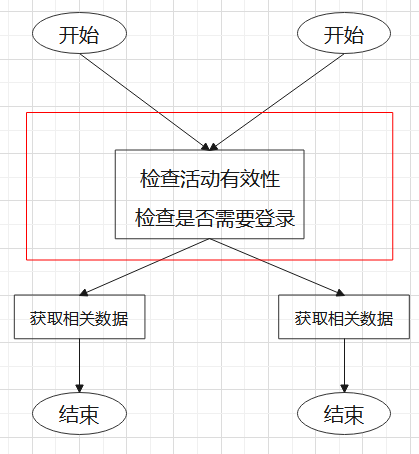 开始
开始
检查活动有效性
检查是否需要登录
获取相关数据
获取相关数据
结束
结束